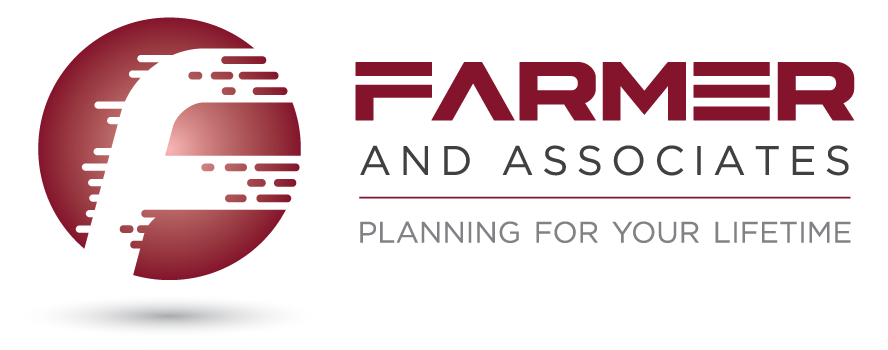 F
FARMER
AND ASSOCIATES
PLANNING FOR YOUR LIFETIME